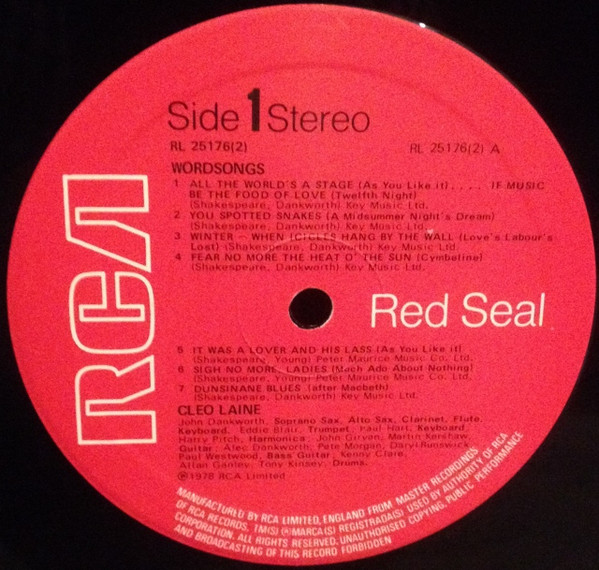 RCA
Side 1 Stereo
RL 25176(2)
RL 25176(2) A
WORDSONGS
1 ALL THE WORLD'S A STAGE (As You Like it) . . . . IF MUSIC
BE THE FOOD OF LOVE (Twelfth Night)
(Shakespeare, Dankworth) Key Music Ltd.
2 YOU SPOTTED SNAKES (A Midsummer Night's Dream)
(Shakespeare, Dankworth) Key Music Ltd.
3 WINTER – WHEN ICICLES HANG BY THE WALL (Love's Labour's
Lost) (Shakespeare, Dankworth) Key Music Ltd.
4 FEAR NO MORE THE HEAT O' THE SUN (Cymbeline)
(Shakespeare, Dankworth) Key Music Ltd.
Red Seal
5 IT WAS A LOVER AND HIS LASS (As You Like it)
(Shakespeare, Young) Peter Maurice Music Co. Ltd.
6 SIGH NO MORE, LADIES (Much Ado About Nothing)
(Shakespeare, Young) Peter Maurice Music Co. Ltd.
7 DUNSINANE BLUES (after Macbeth)
(Shakespeare, Dankworth) Key Music Ltd.
CLEO LAINE
John Dankworth, Soprano Sax, Alto Sax, Clarinet, Flute,
Keyboard. Eddie Blair, Trumpet. Paul Hart, Keyboard.
Harry Pitch, Harmonica. John Girvan, Martin Kershaw,
Guitar. Alec Dankworth, Pete Morgan, Daryl Runswick,
Paul Westwood, Bass Guitar. Kenny Clare,
Allan Ganley, Tony Kinsey, Drums.
℗1978 RCA Limited
MANUFACTURED BY RCA LIMITED, ENGLAND FROM MASTER RECORDINGS
OF RCA RECORDS, TM(S) ®MARCA(S) REGISTRADA(S) USED BY AUTHORITY OF RCA
CORPORATION. ALL RIGHTS RESERVED. UNAUTHORISED COPYING, PUBLIC PERFORMANCE
AND BROADCASTING OF THIS RECORD FORBIDDEN